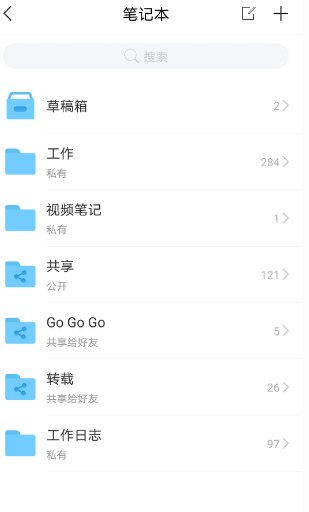 笔记本
搜索
草稿箱 2
工作 284
私有
视频笔记 1
私有
共享 121
公开
Go Go Go 5
共享给好友
转载 26
共享给好友
工作日志 97
私有